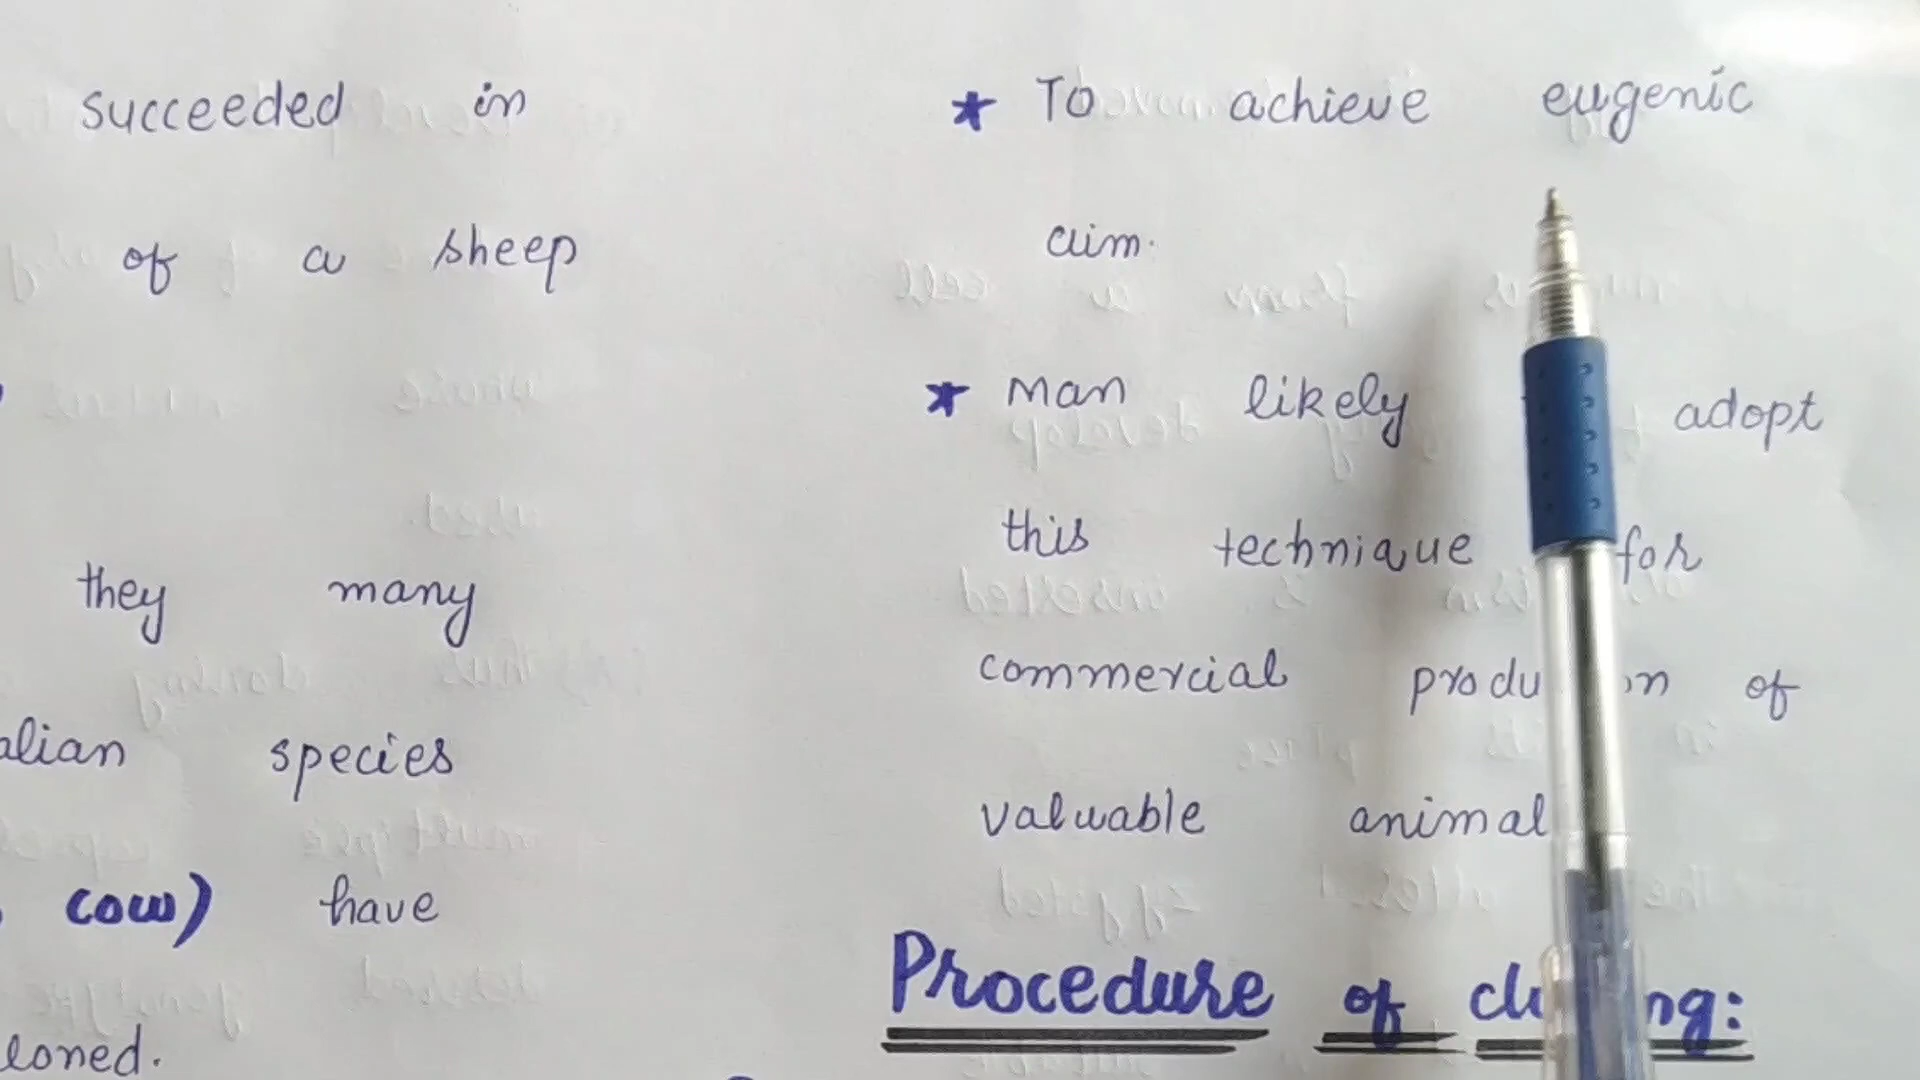 succeeded in
of a sheep
they many
alian species
cow) have
loned.
* To achieve eugenic
aim.
* Man likely adopt
this technique for
commercial produ on of
valuable animal
Procedure of cl ng: